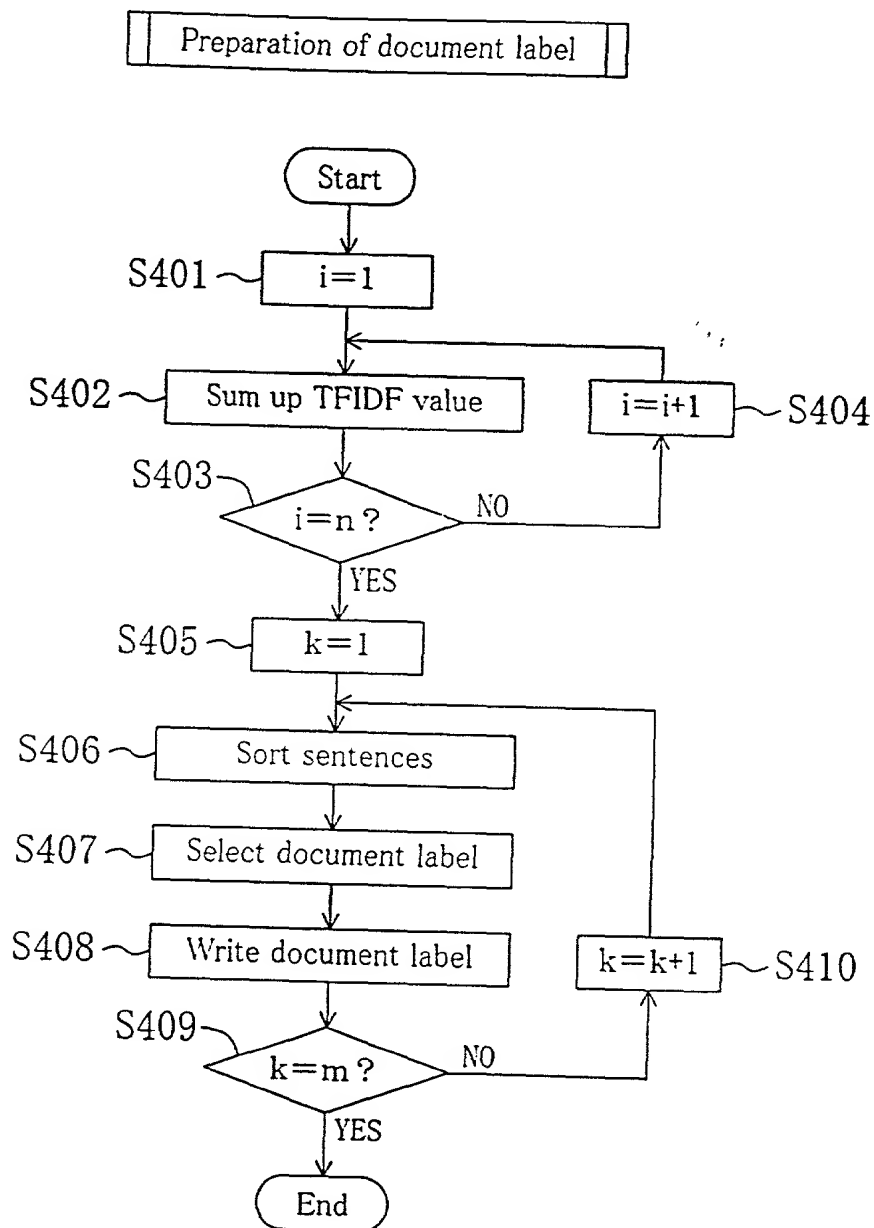 Preparation of document label
Start
S401
i=1
S402
Sum up TFIDF value
i=i+1
S404
S403
i=n?
NO
YES
S405
k=1
S406
Sort sentences
S407
Select document label
S408
Write document label
k=k+1
S410
S409
k=m?
NO
YES
End